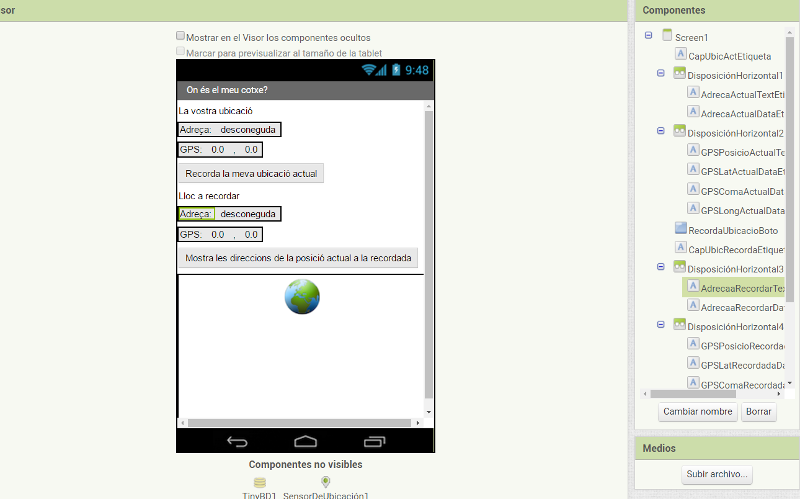 sor
Mostrar en el Visor los componentes ocultos
Marcar para previsualizar al tamaño de la tablet
9:48
On és el meu cotxe?
La vostra ubicació
Adreça: desconeguda
GPS: 0.0 , 0.0
Recorda la meva ubicació actual
Lloc a recordar
Adreça: desconeguda
GPS: 0.0 , 0.0
Mostra les direccions de la posició actual a la recordada
Componentes no visibles
TinyBD1 SensorDeUbicación1
Componentes
Screen1
CapUbicActEtiqueta
DisposiciónHorizontal1
AdrecaActualTextEti
AdrecaActualDataEt
DisposiciónHorizontal2
GPSPosicioActualTe
GPSLatActualDataEt
GPSComaActualDat
GPSLongActualData
RecordaUbicacioBoto
CapUbicRecordaEtiquet
DisposiciónHorizontal3
AdrecaaRecordarTex
AdrecaaRecordarDa
DisposiciónHorizontal4
GPSPosicioRecordad
GPSLatRecordadaDa
GPSComaRecordada
Cambiar nombre Borrar
Medios
Subir archivo...